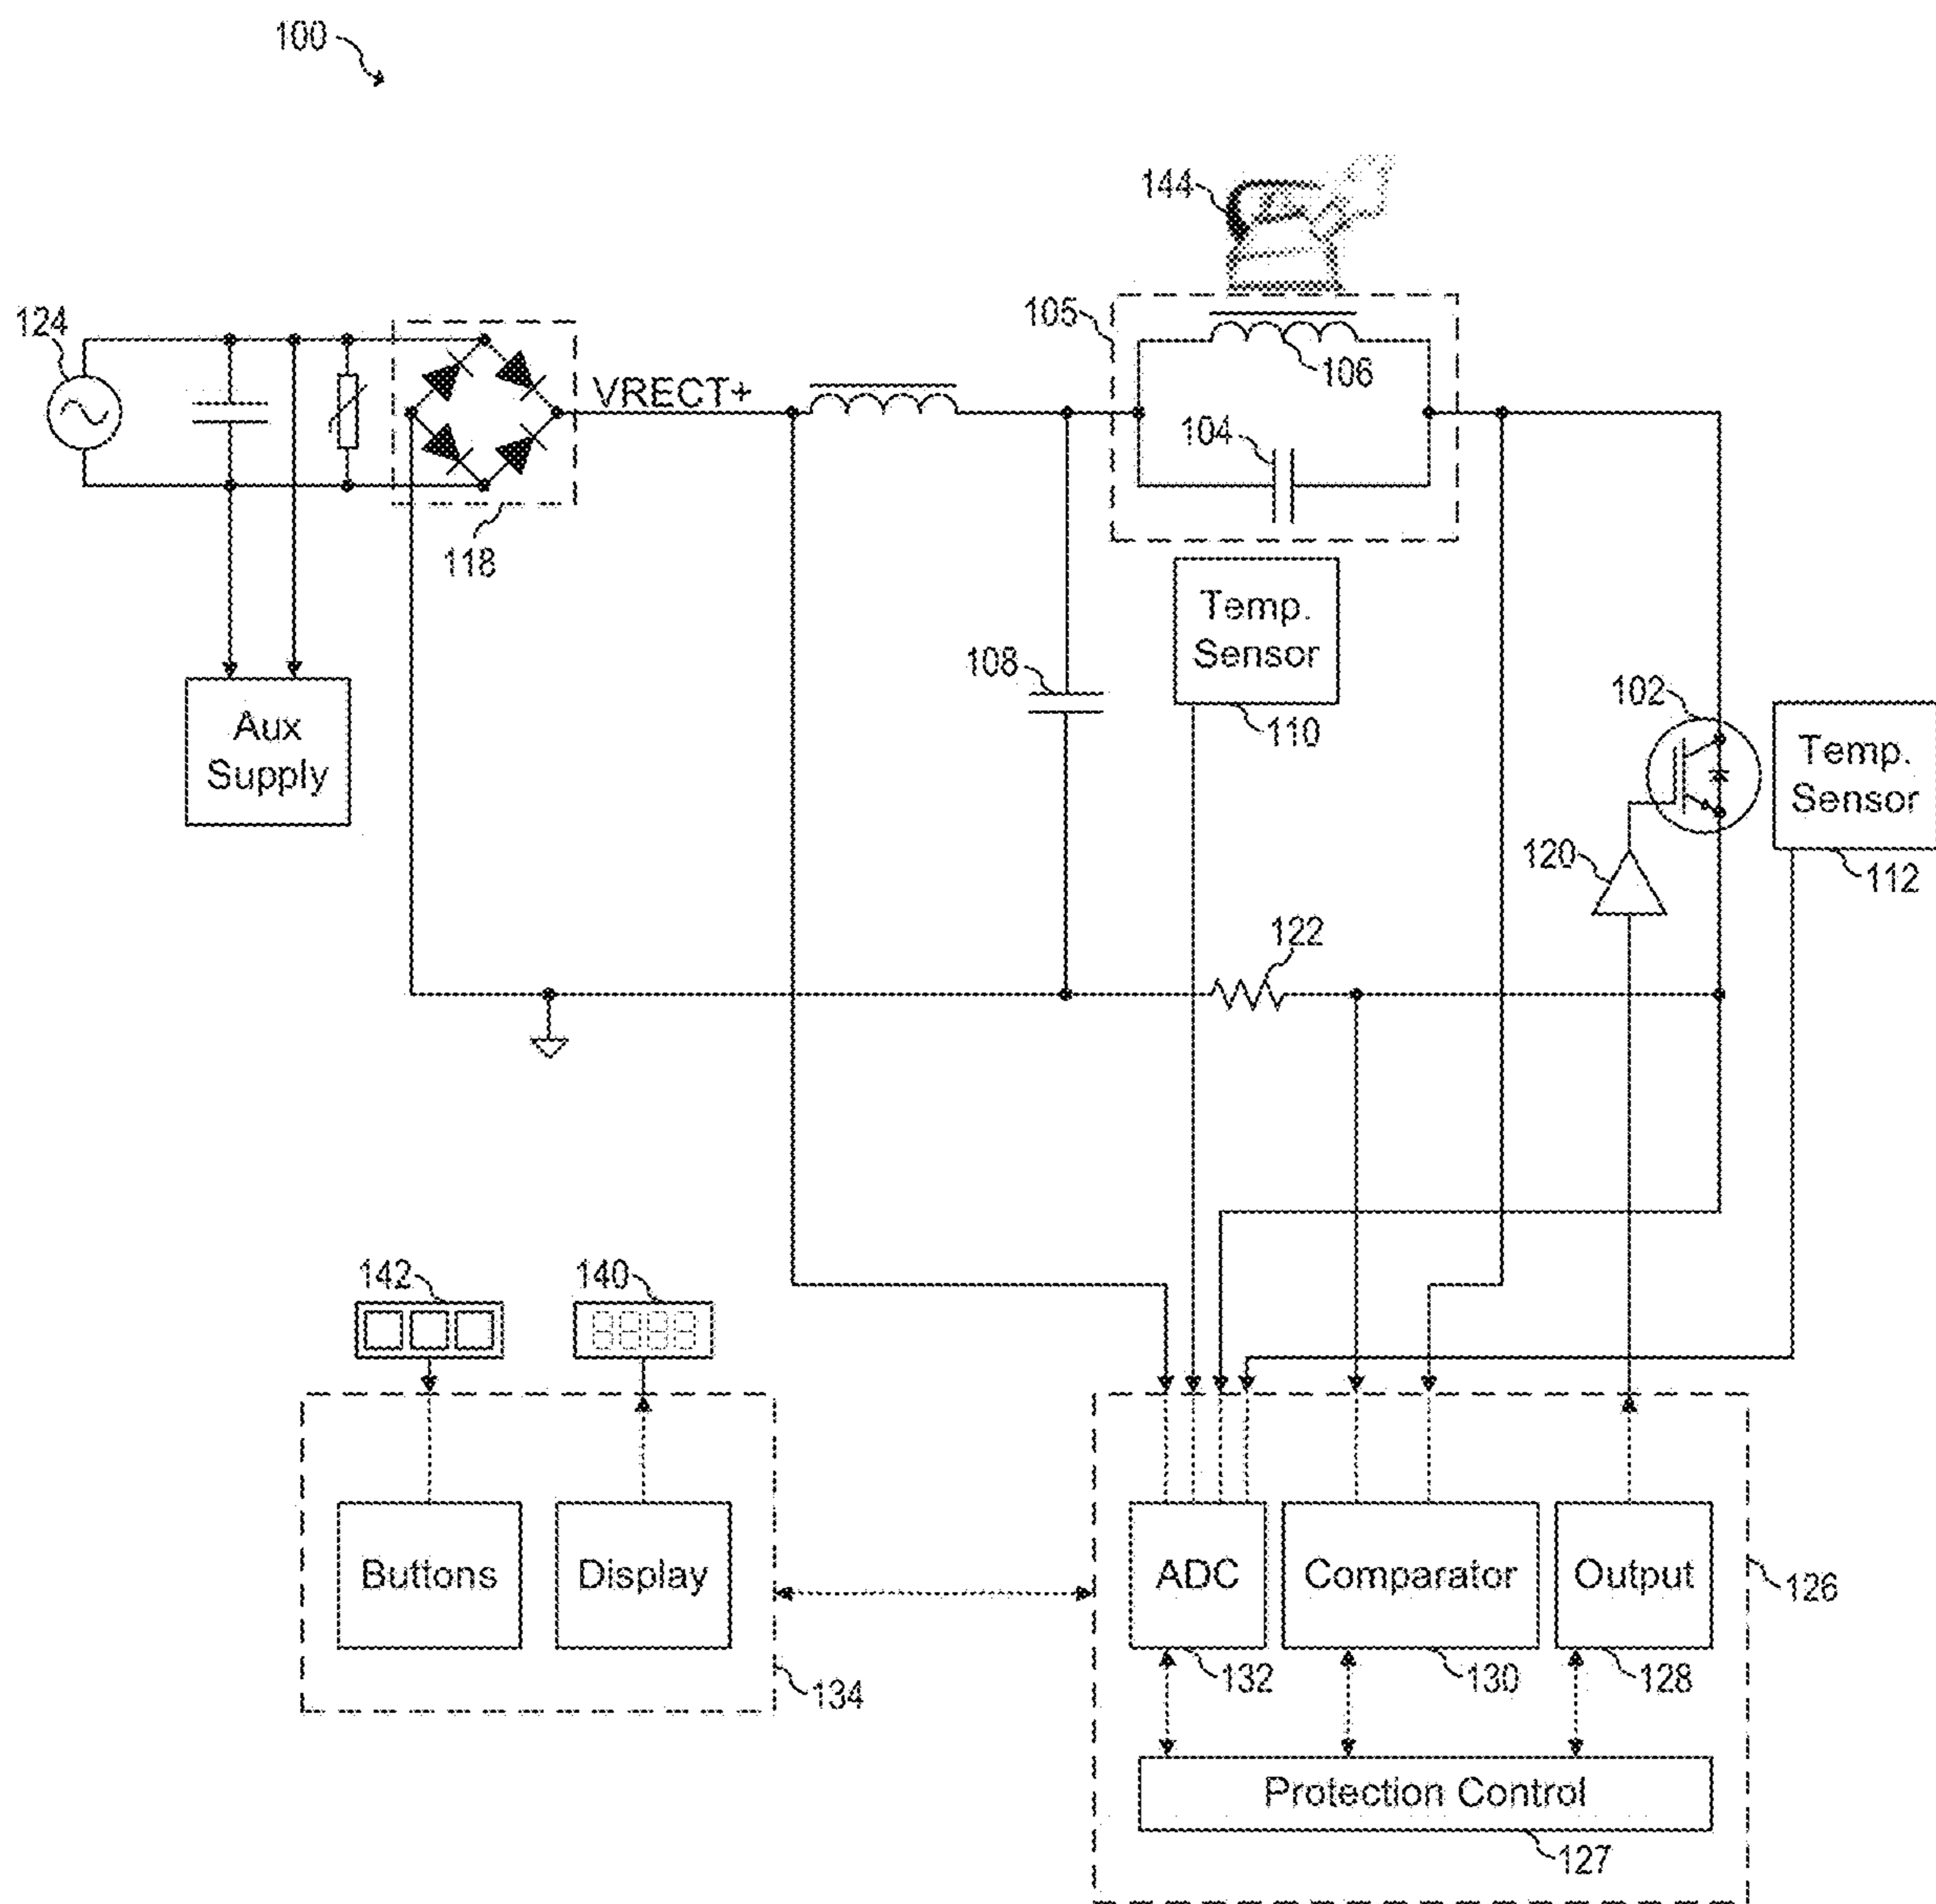 100
144
124
105
106
VRECT+
104
118
Temp.
Sensor
108
110
102
Aux
Supply
Temp.
Sensor
120
112
122
142
140
Buttons
Display
ADC
Comparator
Output
126
132
130
128
134
Protection Control
127